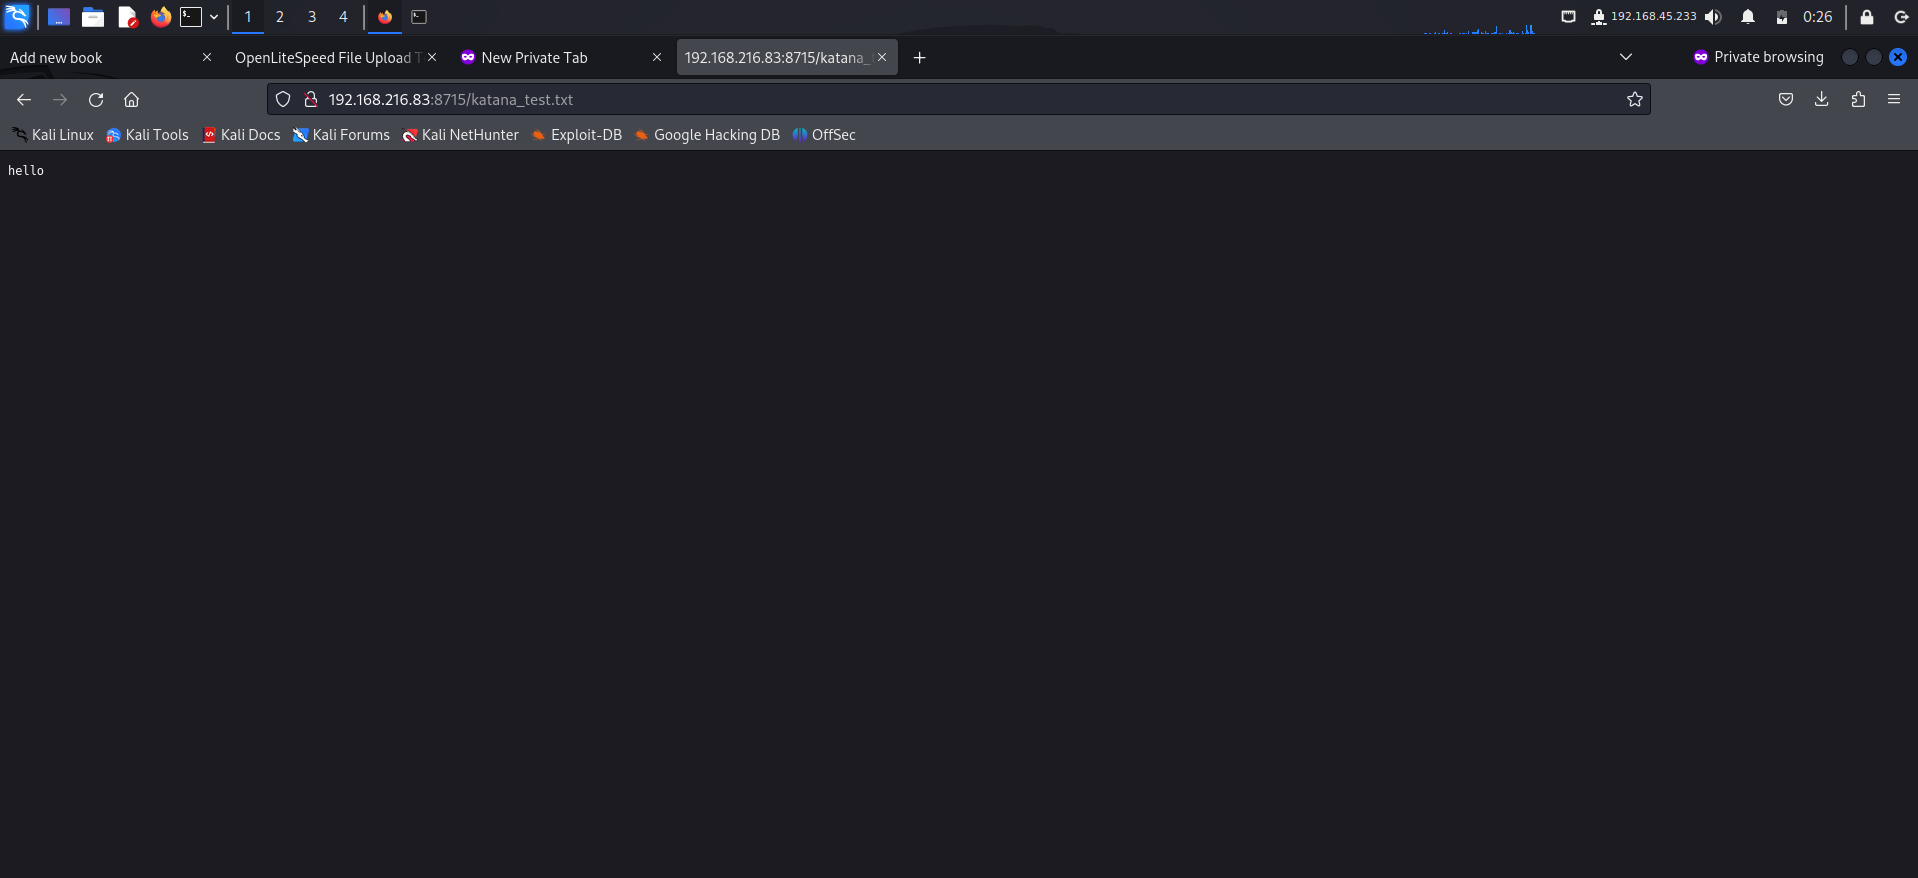 1 2 3 4 192.168.45.233 0:26
Add new book OpenLiteSpeed File Upload T New Private Tab 192.168.216.83:8715/katana_ Private browsing
192.168.216.83:8715/katana_test.txt
Kali Linux Kali Tools Kali Docs Kali Forums Kali NetHunter Exploit-DB Google Hacking DB OffSec
hello